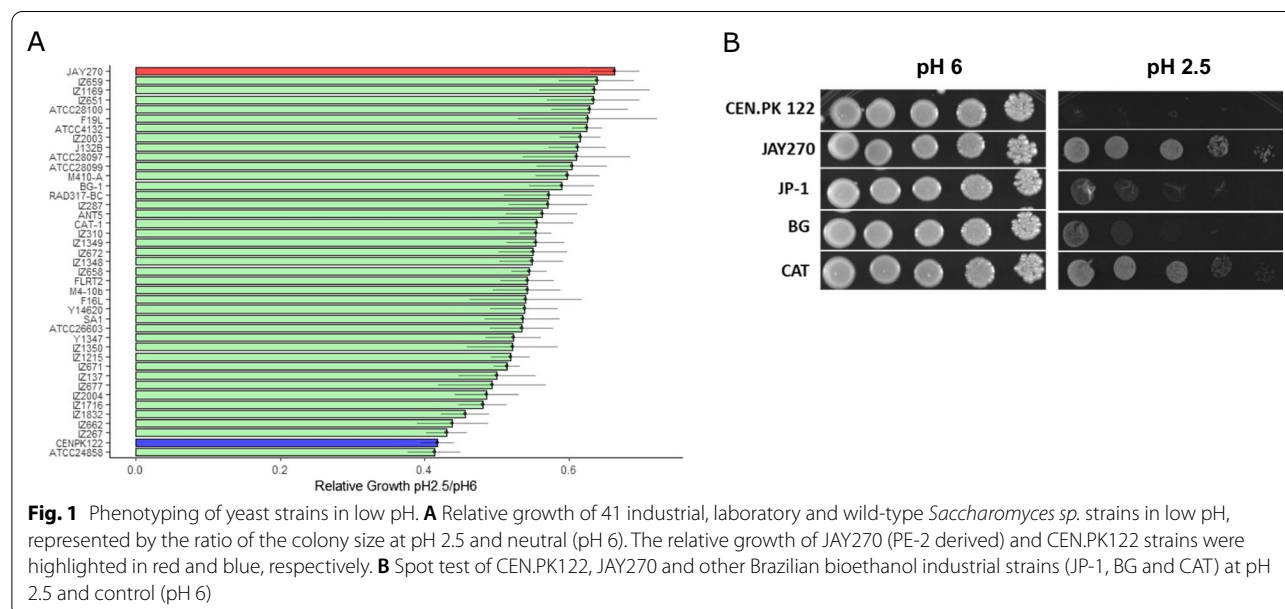 A
JAY270
IZ659
IZ1169
IZ651
ATCC28100
F19L
ATCC4132
IZ2003
J132B
ATCC28097
ATCC28099
M410-A
BG-1
RAD317-BC
IZ287
ANT5
CAT-1
IZ310
IZ1349
IZ672
IZ1348
IZ658
FLRT2
M4-10b
F16L
Y14620
SA1
ATCC26603
Y1347
IZ1350
IZ1215
IZ671
IZ137
IZ677
IZ2004
IZ1716
IZ1832
IZ662
IZ267
CENPK122
ATCC24858
0.0 0.2 0.4 0.6
Relative Growth pH2.5/pH6
B
pH 6 pH 2.5
CEN.PK 122
JAY270
JP-1
BG
CAT
Fig. 1 Phenotyping of yeast strains in low pH. A Relative growth of 41 industrial, laboratory and wild-type Saccharomyces sp. strains in low pH,
represented by the ratio of the colony size at pH 2.5 and neutral (pH 6). The relative growth of JAY270 (PE-2 derived) and CEN.PK122 strains were
highlighted in red and blue, respectively. B Spot test of CEN.PK122, JAY270 and other Brazilian bioethanol industrial strains (JP-1, BG and CAT) at pH
2.5 and control (pH 6)